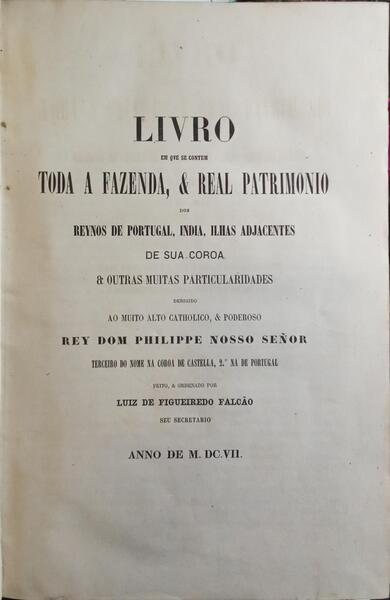 LIVRO
EM QVE SE CONTEM
TODA A FAZENDA, & REAL PATRIMONIO
DOS
REYNOS DE PORTUGAL, INDIA, ILHAS ADJACENTES
DE SUA COROA
& OUTRAS MUITAS PARTICULARIDADES
DERIGIDO
AO MUITO ALTO CATHOLICO, & PODEROSO
REY DOM PHILIPPE NOSSO SEÑOR
TERCEIRO DO NOME NA COROA DE CASTELLA, 2.º NA DE PORTUGAL
FEITO, & ORDENADO POR
LUIZ DE FIGUEIREDO FALCÃO
SEU SECRETARIO
ANNO DE M. DC.VII.